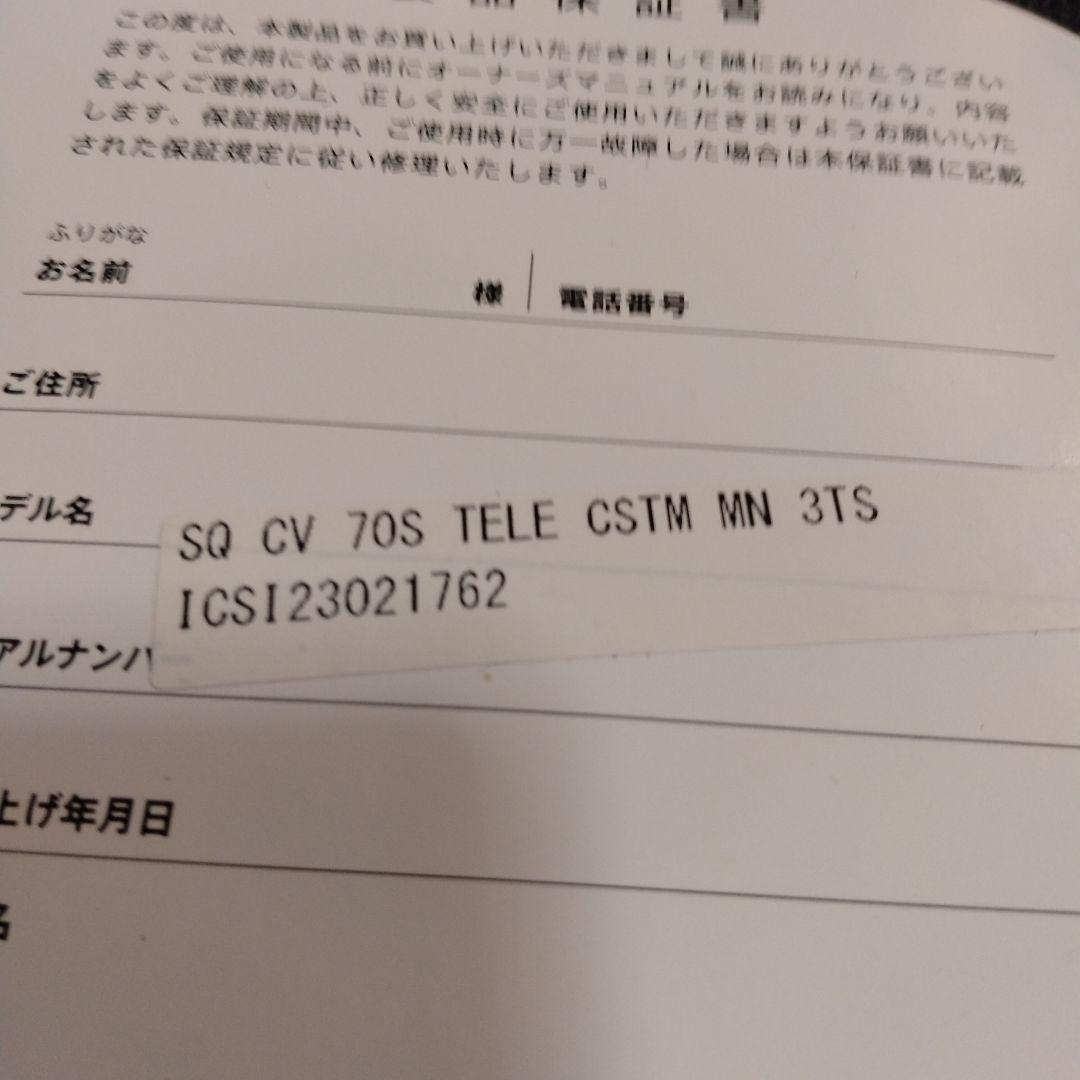 品保証書
この度は、本製品をお買い上げいただきまして誠にありがとうござい
ます。ご使用になる前にオーナーズマニュアルをお読みになり、内容
をよくご理解の上、正しく安全にご使用いただきますようお願いいた
します。保証期間中、ご使用時に万一故障した場合は本保証書に記載
された保証規定に従い修理いたします。
ふりがな
お名前 様 電話番号
ご住所
デル名
SQ CV 70S TELE CSTM MN 3TS
ICSI23021762
アルナンバ
上げ年月日
名